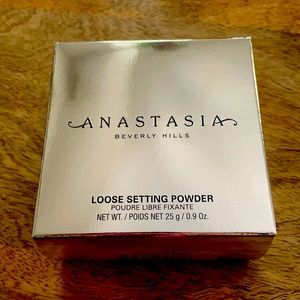 ANASTASIA
BEVERLY HILLS
LOOSE SETTING POWDER
POUDRE LIBRE FIXANTE
NET WT. / POIDS NET 25 g / 0.9 Oz.